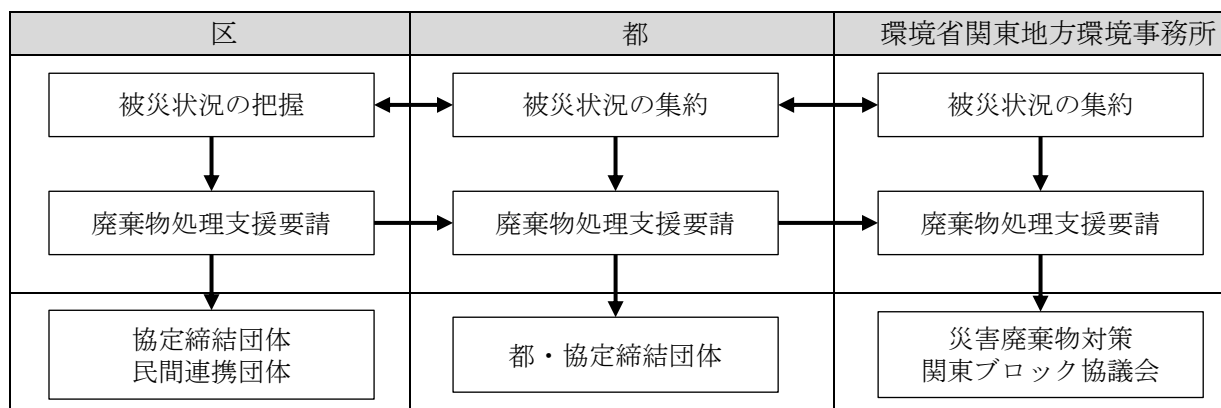 区
都
環境省関東地方環境事務所
被災状況の把握
被災状況の集約
被災状況の集約
廃棄物処理支援要請
廃棄物処理支援要請
廃棄物処理支援要請
協定締結団体
民間連携団体
都・協定締結団体
災害廃棄物対策
関東ブロック協議会